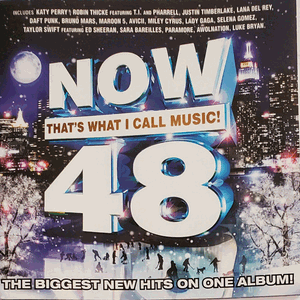 INCLUDES KATY PERRY | ROBIN THICKE FEATURING T.I. AND PHARRELL, JUSTIN TIMBERLAKE, LANA DEL REY,
DAFT PUNK, BRUNO MARS, MAROON 5, AVICII, MILEY CYRUS, LADY GAGA, SELENA GOMEZ,
TAYLOR SWIFT FEATURING ED SHEERAN, SARA BAREILLES, PARAMORE, AWOLNATION, LUKE BRYAN.
NOW
THAT'S WHAT I CALL MUSIC!
48
THE BIGGEST NEW HITS ON ONE ALBUM!